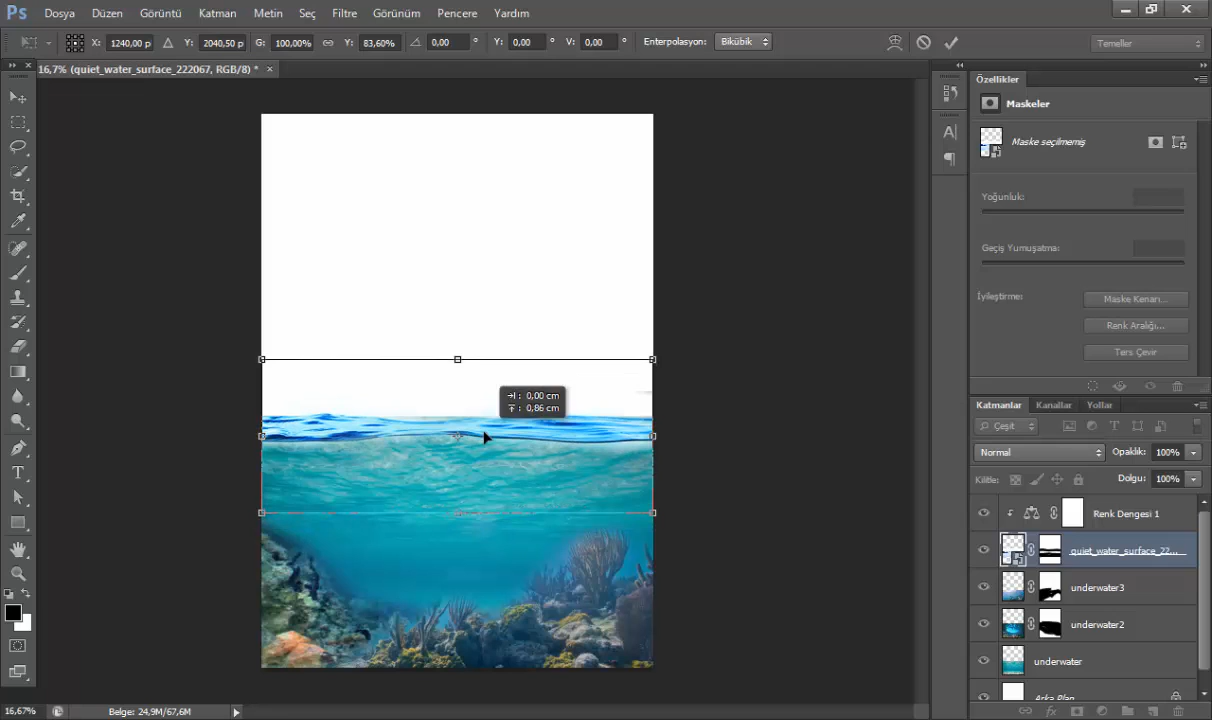 Ps Dosya Düzen Görüntü Katman Metin Seç Filtre Görünüm Pencere Yardım
X: 1240,00 p Y: 2040,50 p G: 100,00% Y: 83,60% 0,00 ° Y: 0,00 ° V: 0,00 ° Enterpolasyon: Bikübik Temeller
16,7% (quiet_water_surface_222067, RGB/8) * ×
Özellikler
Maskeler
Maske seçilmemiş
Yoğunluk:
Geçiş Yumuşatma:
İyileştirme: Maske Kenarı...
Renk Aralığı...
Ters Çevir
: 0,00 cm
: 0,86 cm
Katmanlar Kanallar Yollar
Çeşit
Normal Opaklık: 100%
Kilitle: Dolgu: 100%
Renk Dengesi 1
quiet_water_surface_22...
underwater3
underwater2
underwater
Arka Plan
16,67% Belge: 24,9M/67,6M